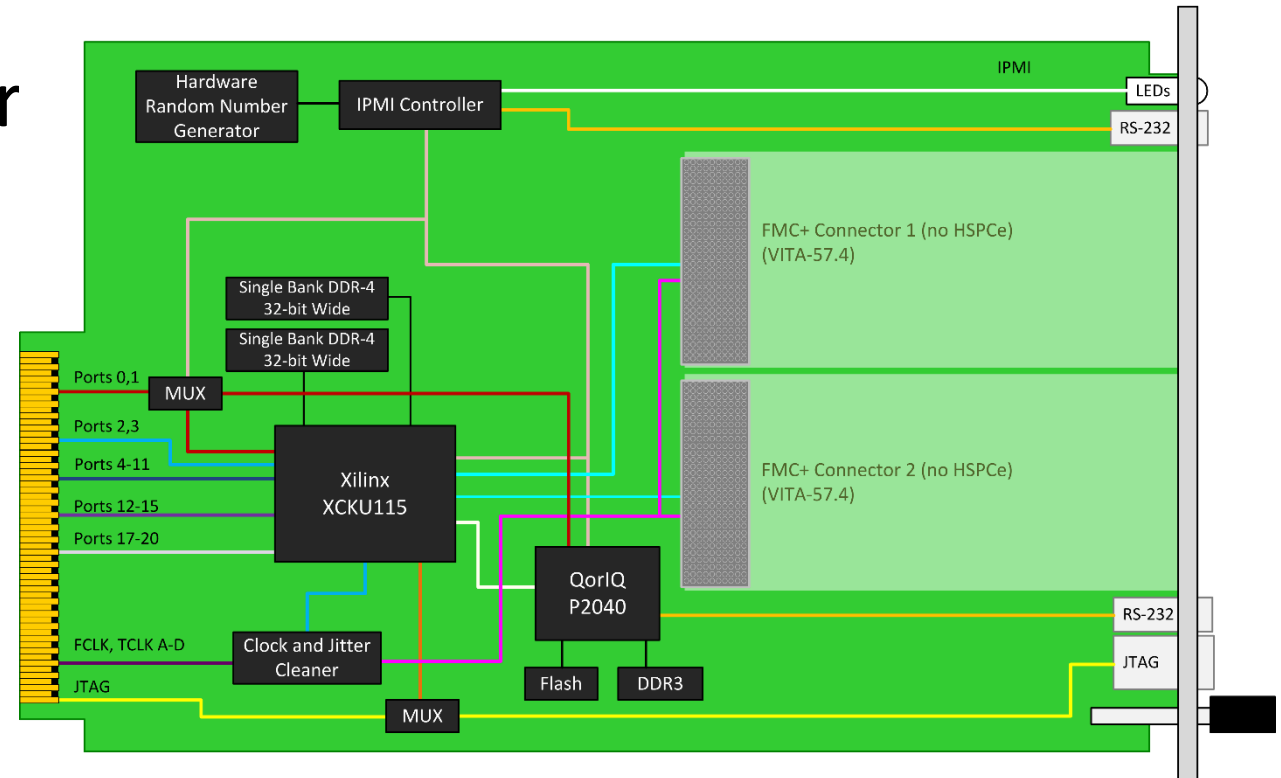 r
IPMI
Hardware
Random Number
Generator
IPMI Controller
LEDs
RS-232
FMC+ Connector 1 (no HSPCe)
(VITA-57.4)
Single Bank DDR-4
32-bit Wide
Single Bank DDR-4
32-bit Wide
Ports 0,1
MUX
Ports 2,3
Ports 4-11
Xilinx
XCKU115
FMC+ Connector 2 (no HSPCe)
(VITA-57.4)
Ports 12-15
Ports 17-20
QorIQ
P2040
RS-232
FCLK, TCLK A-D
Clock and Jitter
Cleaner
JTAG
Flash
DDR3
JTAG
MUX